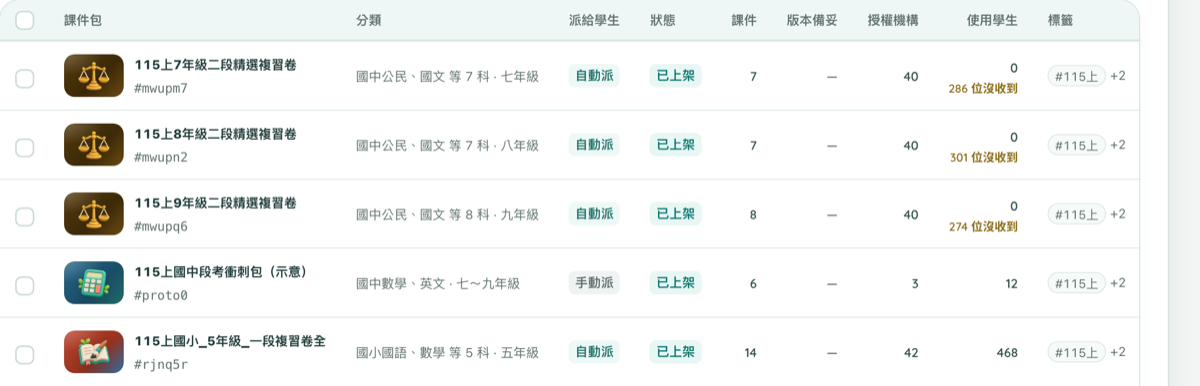 課件包 分類 派給學生 狀態 課件 版本備妥 授權機構 使用學生 標籤
115上7年級二段精選複習卷
#mwupm7
國中公民、國文 等 7 科 · 七年級 自動派 已上架 7 — 40 0
286 位沒收到
#115上 +2
115上8年級二段精選複習卷
#mwupn2
國中公民、國文 等 7 科 · 八年級 自動派 已上架 7 — 40 0
301 位沒收到
#115上 +2
115上9年級二段精選複習卷
#mwupq6
國中公民、國文 等 8 科 · 九年級 自動派 已上架 8 — 40 0
274 位沒收到
#115上 +2
115上國中段考衝刺包（示意）
#proto0
國中數學、英文 · 七～九年級 手動派 已上架 6 — 3 12 #115上 +2
115上國小_5年級_一段複習卷全
#rjnq5r
國小國語、數學 等 5 科 · 五年級 自動派 已上架 14 — 42 468 #115上 +2